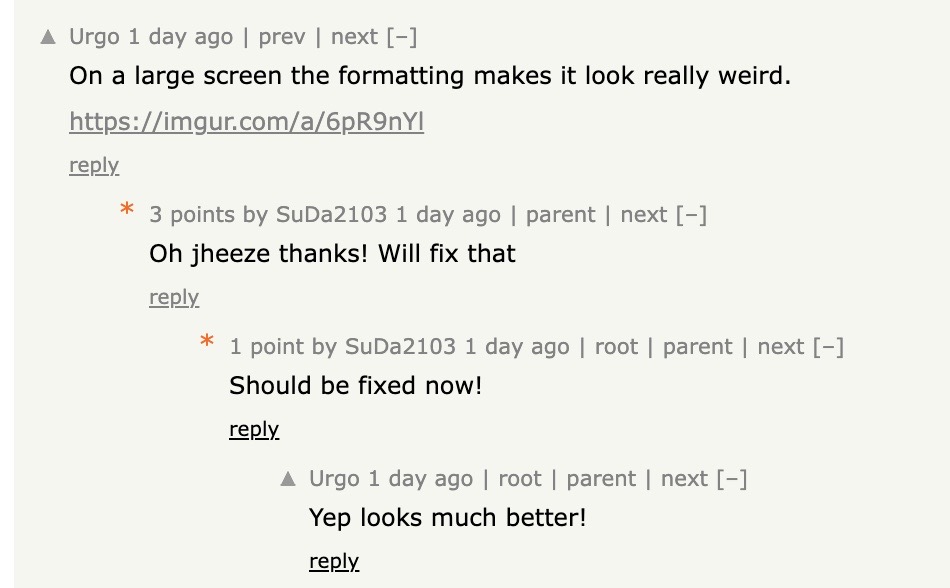 ▲ Urgo 1 day ago | prev | next [–]
On a large screen the formatting makes it look really weird.
https://imgur.com/a/6pR9nYl
reply
* 3 points by SuDa2103 1 day ago | parent | next [–]
Oh jheeze thanks! Will fix that
reply
* 1 point by SuDa2103 1 day ago | root | parent | next [–]
Should be fixed now!
reply
▲ Urgo 1 day ago | root | parent | next [–]
Yep looks much better!
reply